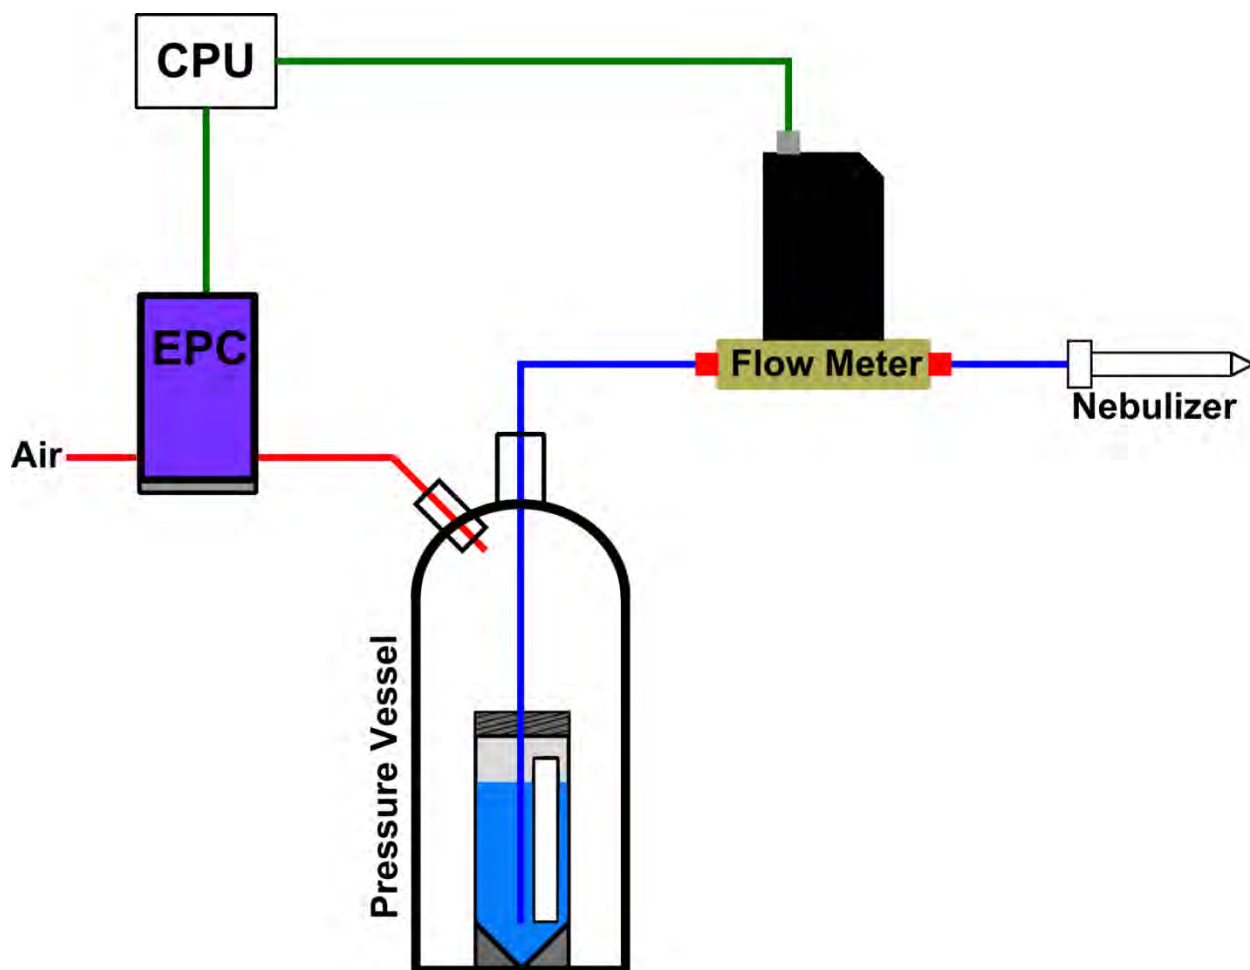 CPU
EPC
Flow Meter
Nebulizer
Air
Pressure Vessel